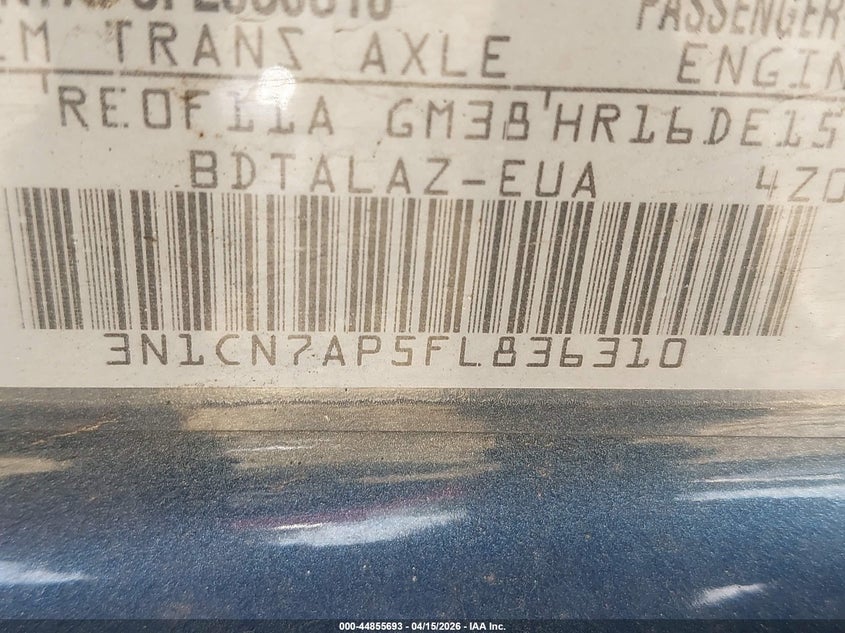 PASSENGER
EM TRANS AXLE ENGIN
RE0F11A GM38 HR16DE15
BDTALAZ-EUA 4Z0
3N1CN7AP5FL836310
000-44855693 - 04/15/2026 - IAA Inc.